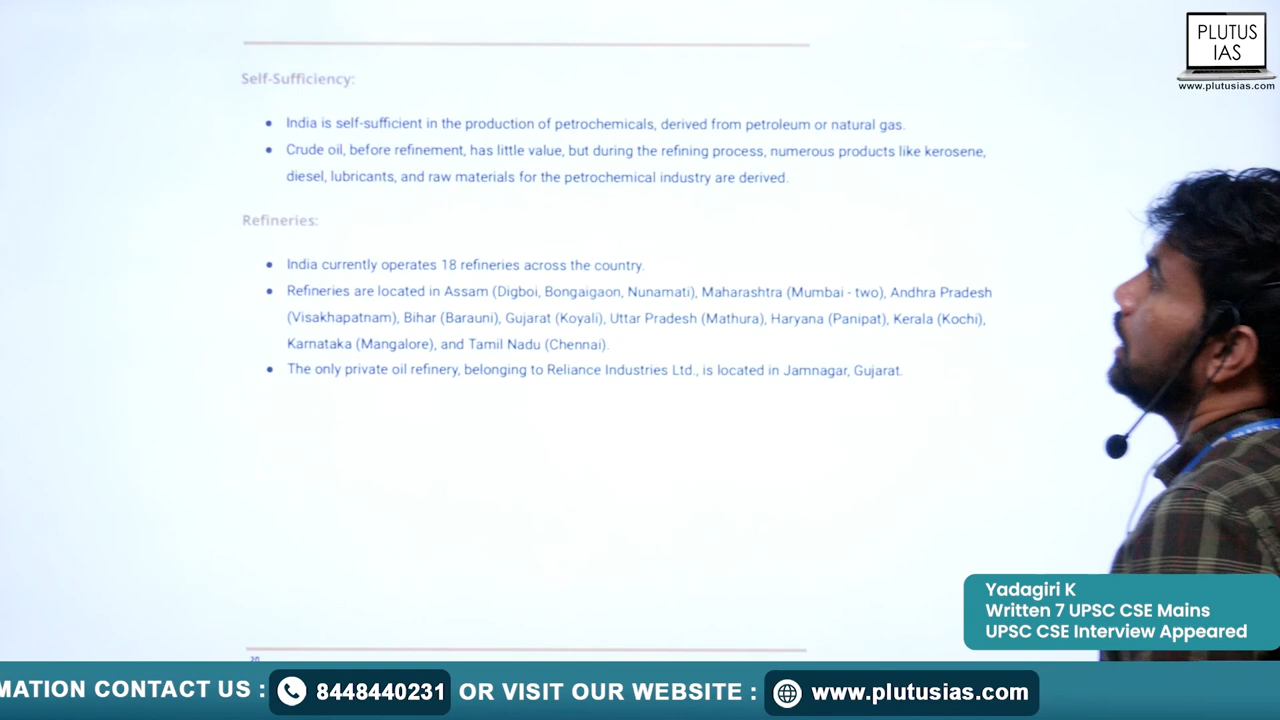 PLUTUS
IAS
www.plutusias.com
Self-Sufficiency:
• India is self-sufficient in the production of petrochemicals, derived from petroleum or natural gas.
• Crude oil, before refinement, has little value, but during the refining process, numerous products like kerosene,
diesel, lubricants, and raw materials for the petrochemical industry are derived.
Refineries:
• India currently operates 18 refineries across the country.
• Refineries are located in Assam (Digboi, Bongaigaon, Nunamati), Maharashtra (Mumbai - two), Andhra Pradesh
(Visakhapatnam), Bihar (Barauni), Gujarat (Koyali), Uttar Pradesh (Mathura), Haryana (Panipat), Kerala (Kochi),
Karnataka (Mangalore), and Tamil Nadu (Chennai).
• The only private oil refinery, belonging to Reliance Industries Ltd., is located in Jamnagar, Gujarat.
Yadagiri K
Written 7 UPSC CSE Mains
UPSC CSE Interview Appeared
MATION CONTACT US : 8448440231 OR VISIT OUR WEBSITE : www.plutusias.com